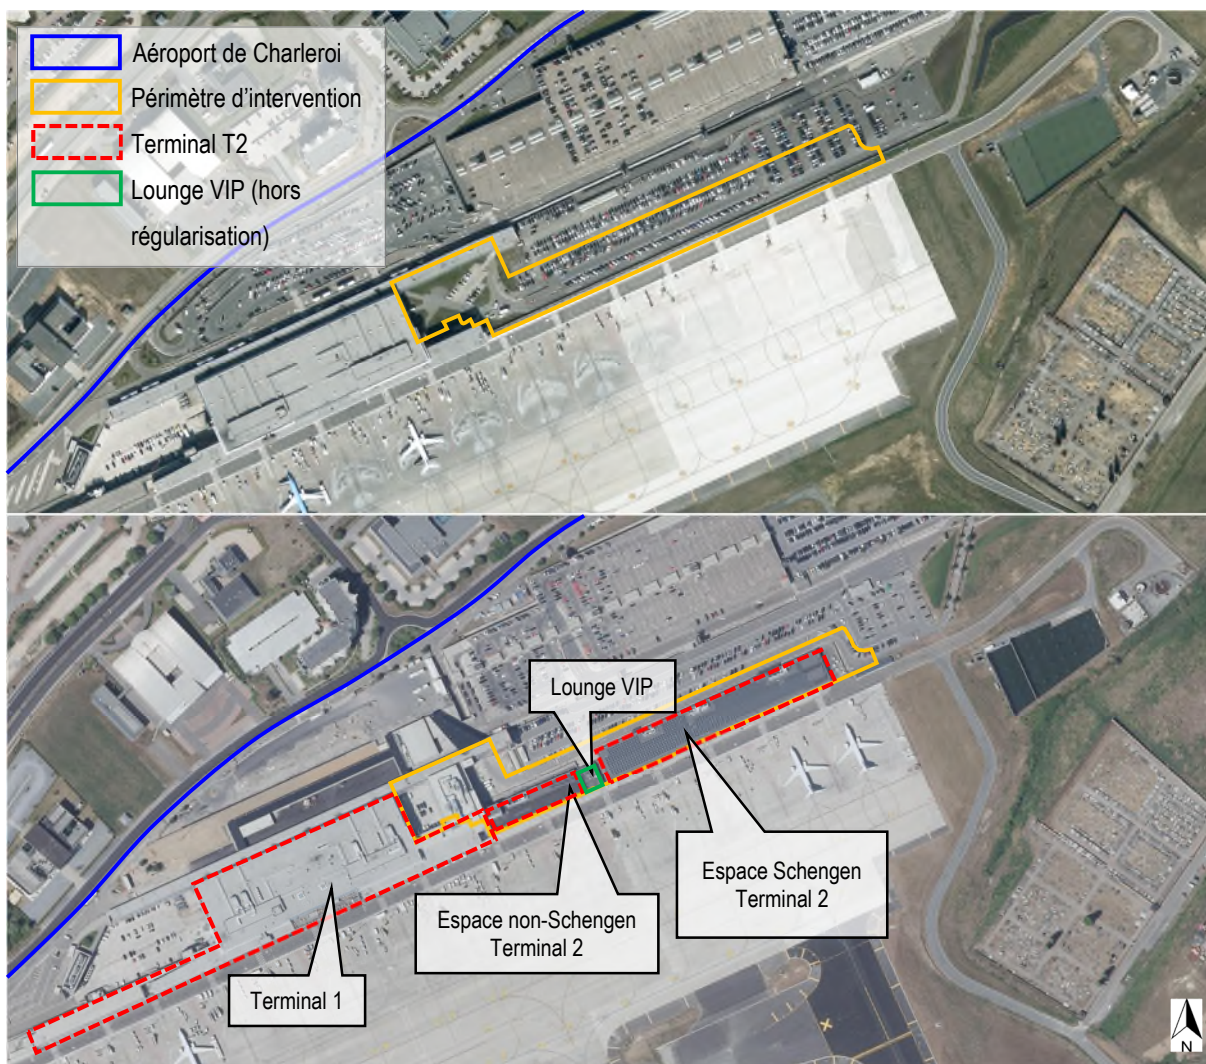 Aéroport de Charleroi
Périmètre d'intervention
Terminal T2
Lounge VIP (hors
régularisation)
Lounge VIP
Espace Schengen
Terminal 2
Espace non-Schengen
Terminal 2
Terminal 1
N